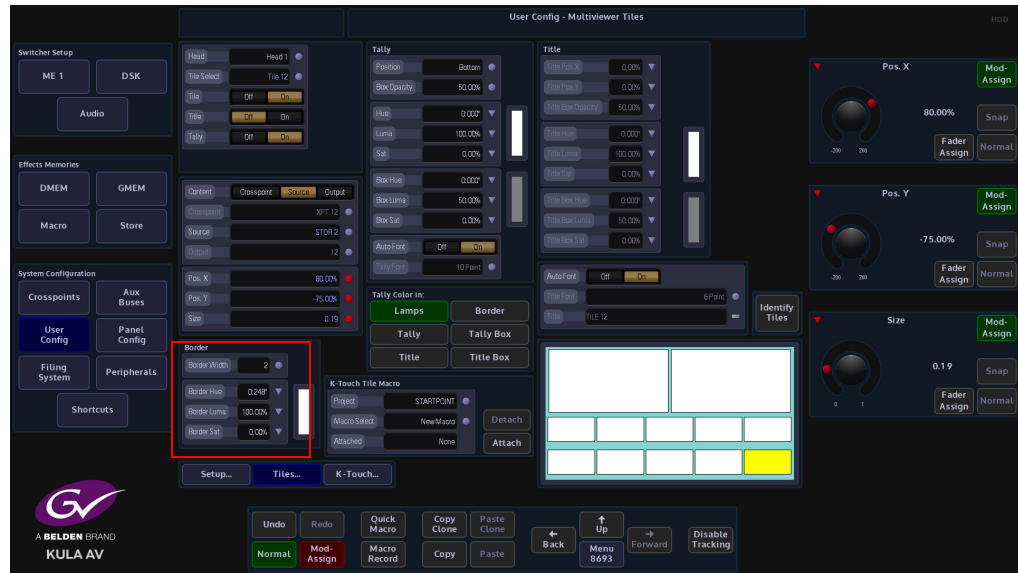 User Config - Multiviewer Tiles
HDD
Switcher Setup
ME 1
DSK
Audio
Effects Memories
DMEM
GMEM
Macro
Store
System Configuration
Crosspoints
Aux Buses
User Config
Panel Config
Filing System
Peripherals
Shortcuts
Head
Head 1
Tile Select
Tile 12
Tile
Off
On
Title
Off
On
Tally
Off
On
Content
Crosspoint
Source
Output
Crosspoint
XPT 12
Source
STOR 2
Output
12
Pos. X
80.00%
Pos. Y
-75.00%
Size
0.19
Border
Border Width
2
Border Hue
0.248°
Border Luma
100.00%
Border Sat
0.00%
Tally
Position
Bottom
Box Opacity
50.00%
Hue
0.000°
Luma
100.00%
Sat
0.00%
Box Hue
0.000°
Box Luma
50.00%
Box Sat
0.00%
Auto Font
Off
On
Tally Font
10 Point
Tally Color In:
Lamps
Border
Tally
Tally Box
Title
Title Box
K-Touch Tile Macro
Project
STARTPOINT
Macro Select
NewMacro
Attached
None
Detach
Attach
Title
Title Pos. X
0.00%
Title Pos. Y
0.00%
Title Box Opacity
50.00%
Title Hue
0.000°
Title Luma
100.00%
Title Sat
0.00%
Title Box Hue
0.000°
Title Box Luma
50.00%
Title Box Sat
0.00%
Auto Font
Off
On
Title Font
6 Point
Title
TILE 12
Identify Tiles
Pos. X
80.00%
-200
200
Mod-Assign
Snap
Fader Assign
Normal
Pos. Y
-75.00%
-200
200
Mod-Assign
Snap
Fader Assign
Normal
Size
0.19
0
1
Mod-Assign
Snap
Fader Assign
Normal
Setup...
Tiles...
K-Touch...
GV
A BELDEN BRAND
KULA AV
Undo
Redo
Quick Macro
Copy Clone
Paste Clone
Normal
Mod-Assign
Macro Record
Copy
Paste
Back
Up
Menu 8693
Forward
Disable Tracking